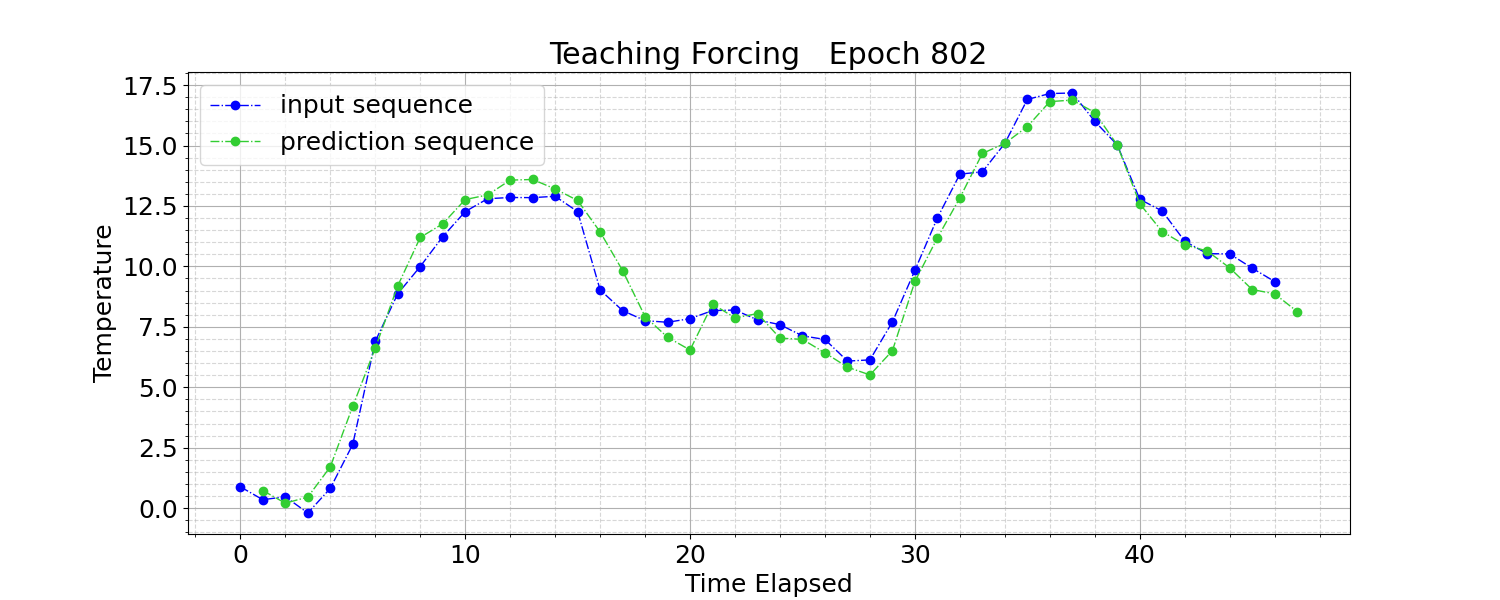 Teaching Forcing   Epoch 802
17.5
15.0
12.5
10.0
7.5
5.0
2.5
0.0
Temperature
input sequence
prediction sequence
0 10 20 30 40
Time Elapsed